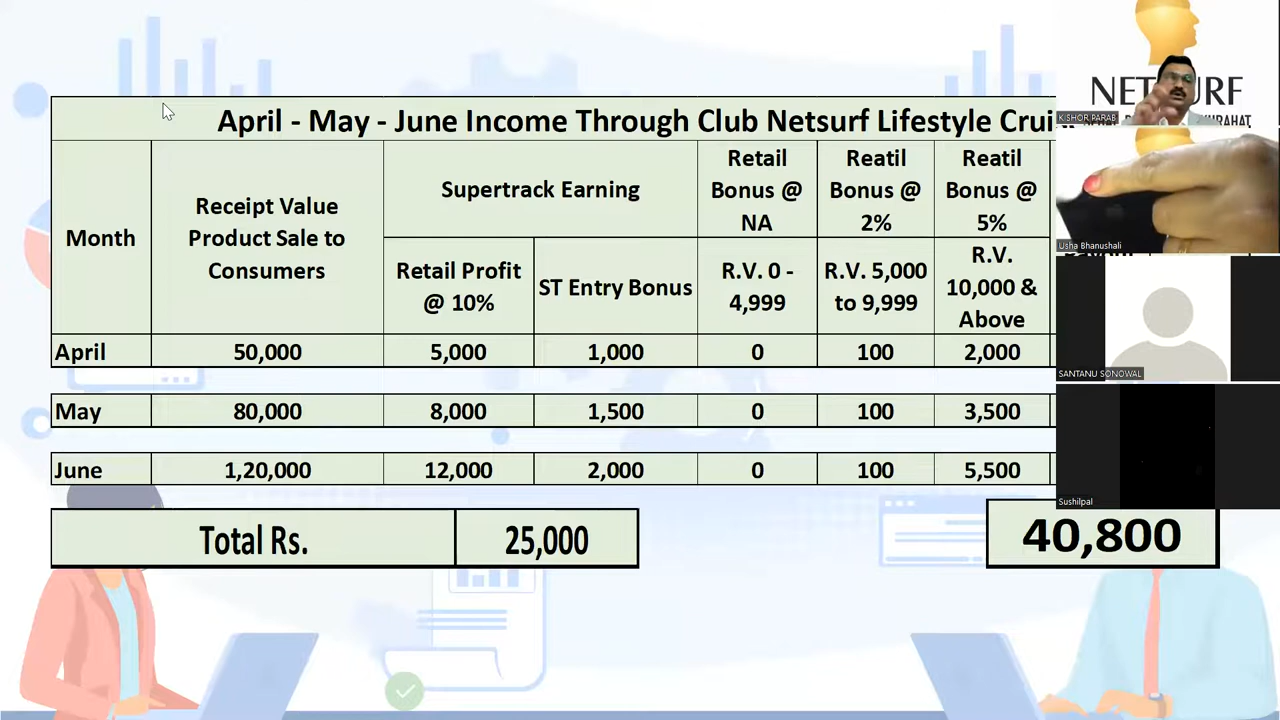 April - May - June Income Through Club Netsurf Lifestyle
Month
Receipt Value
Product Sale to
Consumers
Supertrack Earning
Retail Profit
@ 10%
ST Entry Bonus
Retail
Bonus @
NA
R.V. 0 -
4,999
Reatil
Bonus @
2%
R.V. 5,000
to 9,999
Reatil
Bonus @
5%
R.V.
10,000 &
Above
April 50,000 5,000 1,000 0 100 2,000
May 80,000 8,000 1,500 0 100 3,500
June 1,20,000 12,000 2,000 0 100 5,500
Total Rs. 25,000 40,800
KISHOR PARAB
Usha Bhanushali
SANTANU SONOWAL
Sushilpal